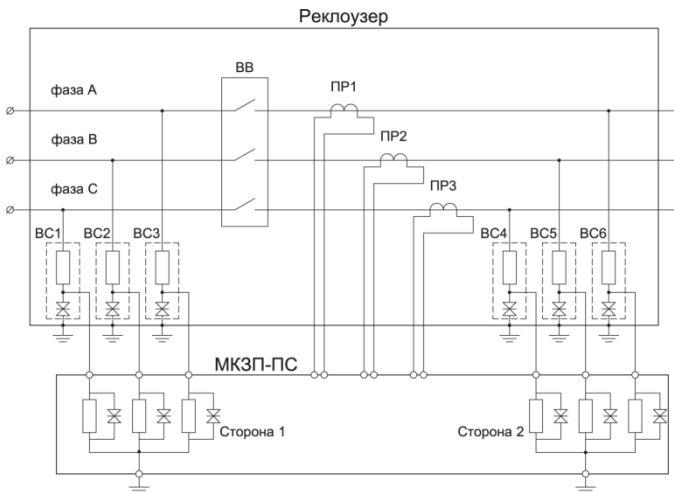 Реклоузер
ВВ
фаза А
ПР1
фаза В
ПР2
фаза С
ПР3
ВС1 ВС2 ВС3 ВС4 ВС5 ВС6
МКЗП-ПС
Сторона 1 Сторона 2